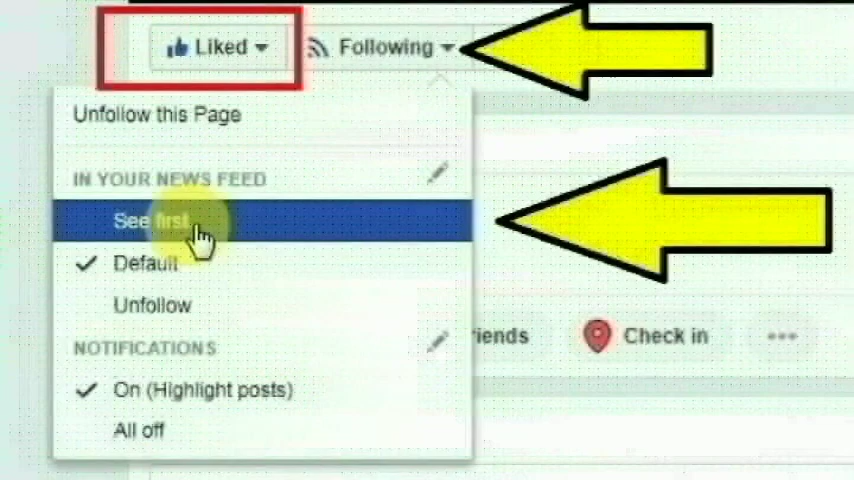 Liked
Following
Unfollow this Page
IN YOUR NEWS FEED
See first
Default
Unfollow
NOTIFICATIONS
riends
Check in
On (Highlight posts)
All off